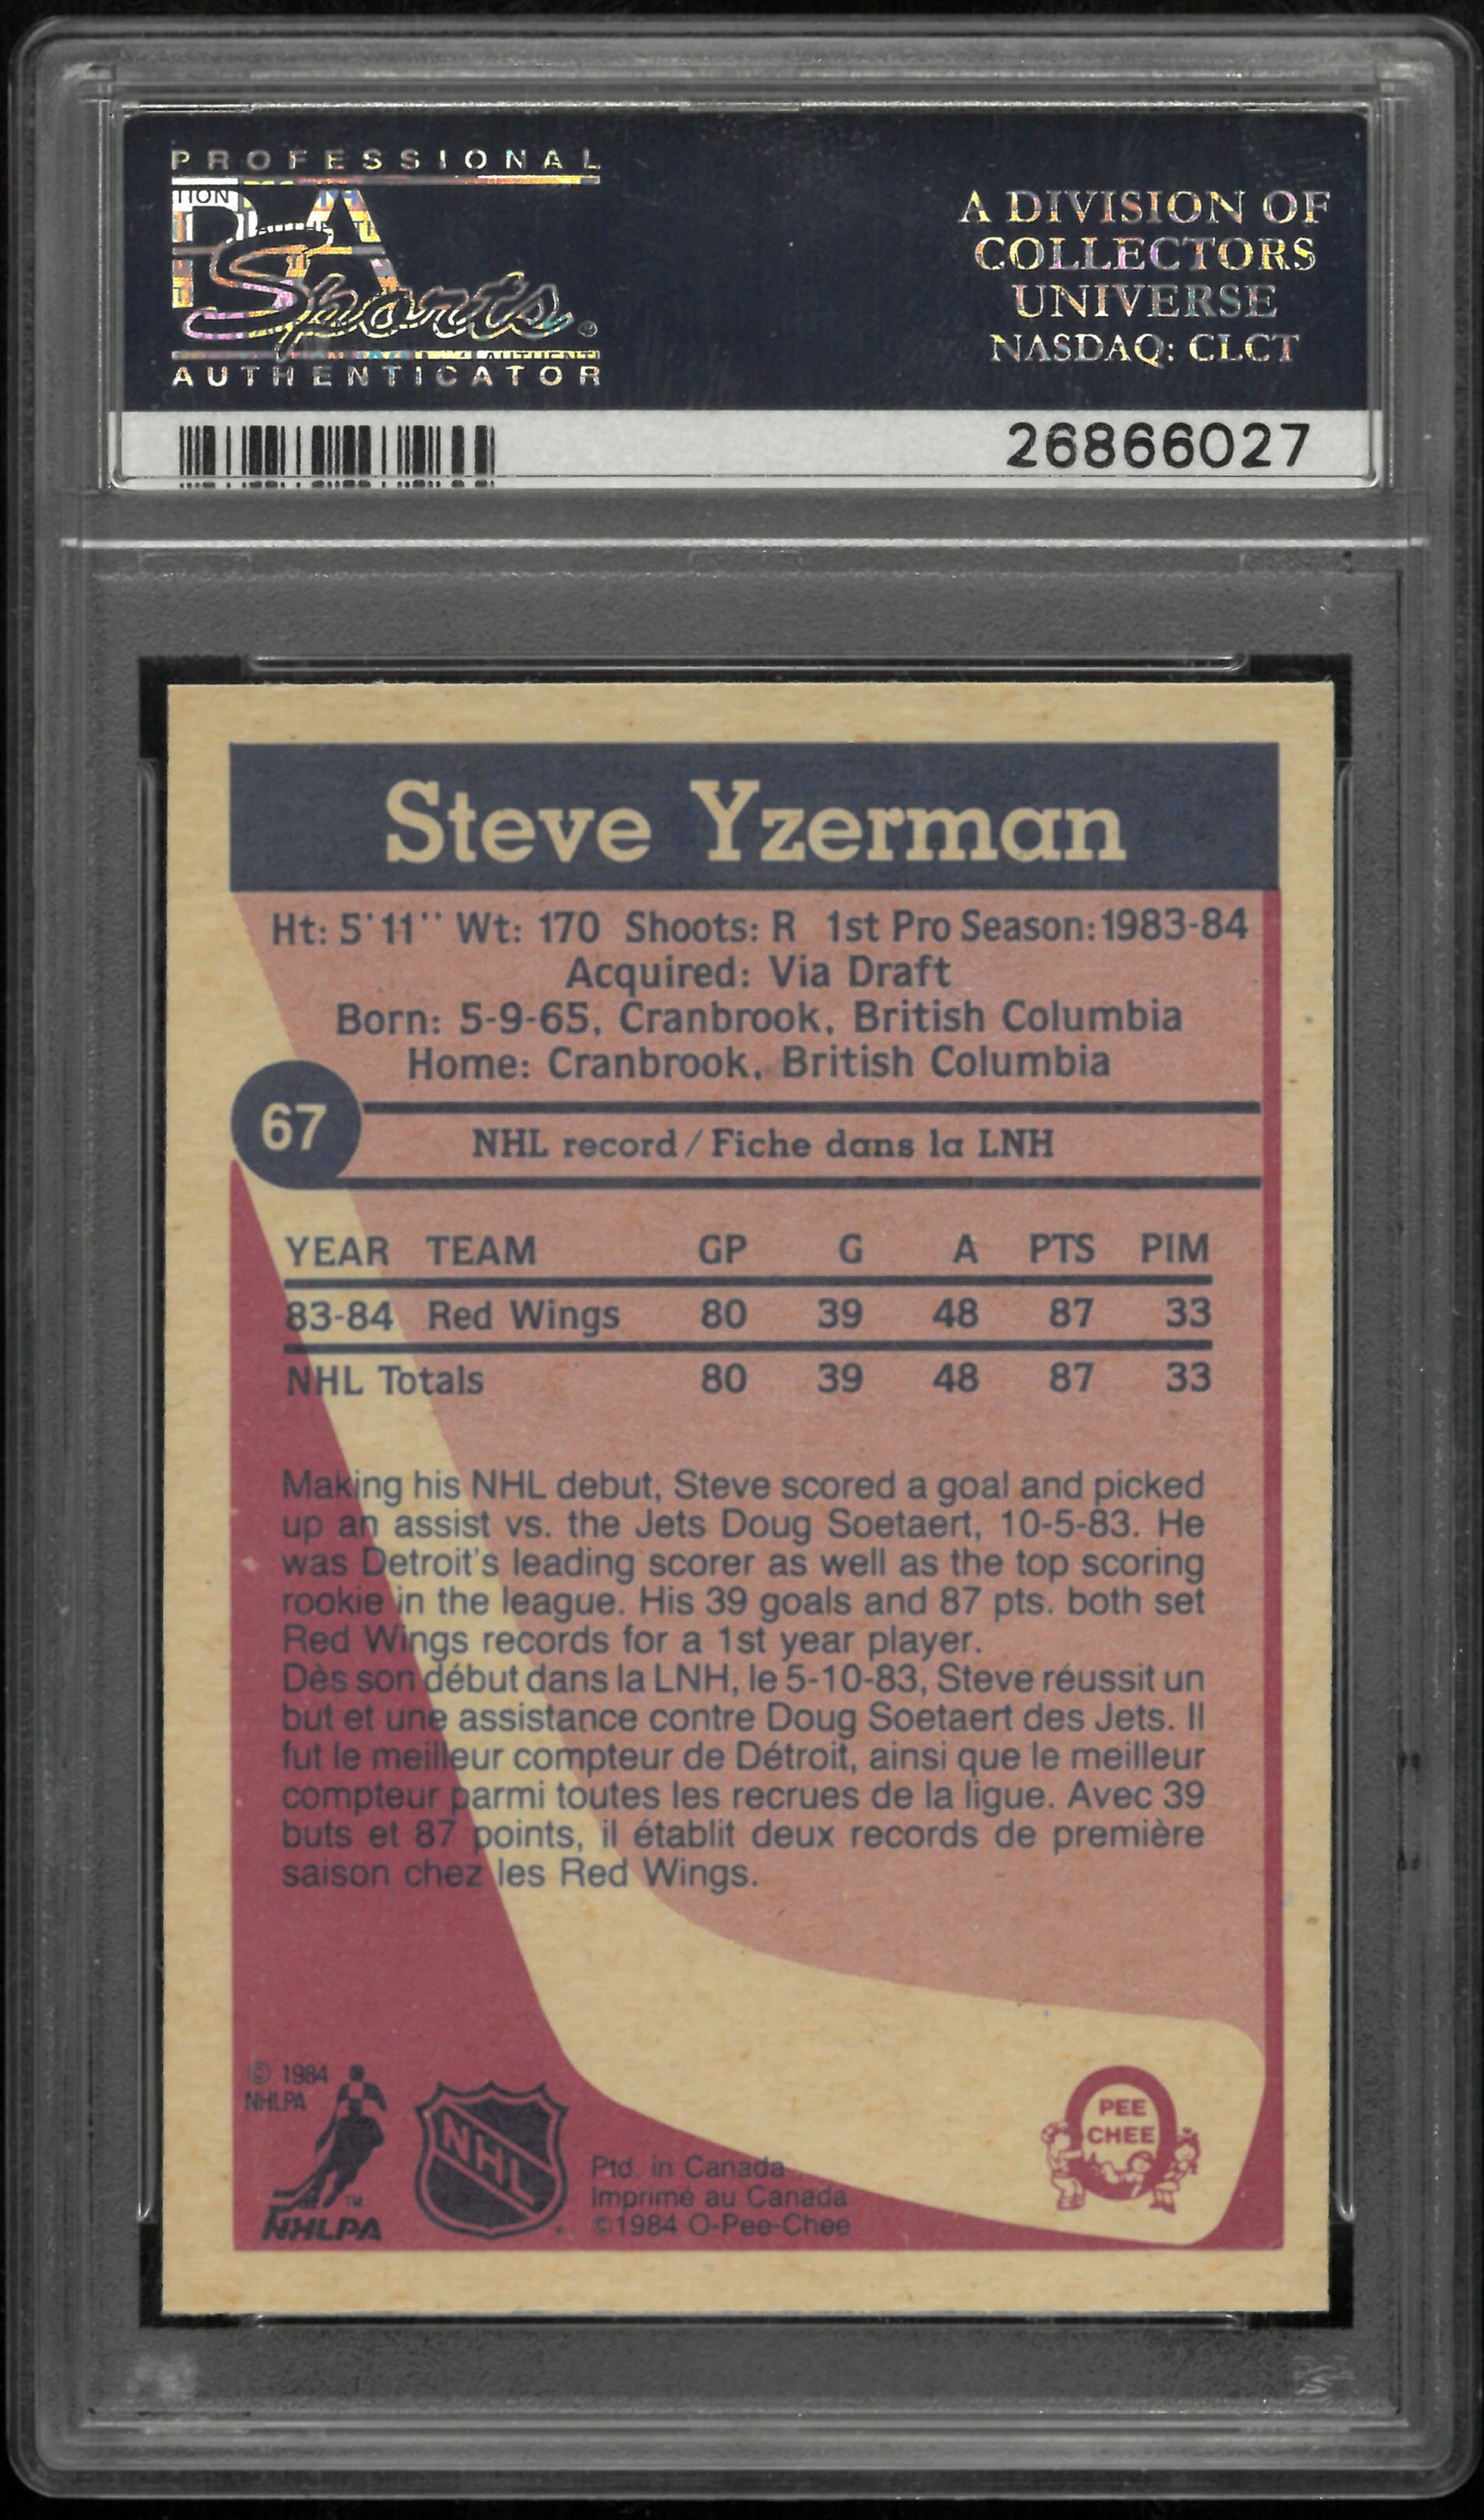 PROFESSIONAL
PSA
Sports®
AUTHENTICATOR
A DIVISION OF
COLLECTORS
UNIVERSE
NASDAQ: CLCT
26866027
Steve Yzerman
Ht: 5'11'' Wt: 170 Shoots: R 1st Pro Season: 1983-84
Acquired: Via Draft
Born: 5-9-65, Cranbrook, British Columbia
Home: Cranbrook, British Columbia
67
NHL record / Fiche dans la LNH
YEAR TEAM GP G A PTS PIM
83-84 Red Wings 80 39 48 87 33
NHL Totals 80 39 48 87 33
Making his NHL debut, Steve scored a goal and picked
up an assist vs. the Jets Doug Soetaert, 10-5-83. He
was Detroit's leading scorer as well as the top scoring
rookie in the league. His 39 goals and 87 pts. both set
Red Wings records for a 1st year player.
Dès son début dans la LNH, le 5-10-83, Steve réussit un
but et une assistance contre Doug Soetaert des Jets. Il
fut le meilleur compteur de Détroit, ainsi que le meilleur
compteur parmi toutes les recrues de la ligue. Avec 39
buts et 87 points, il établit deux records de première
saison chez les Red Wings.
© 1984
NHLPA
TM
NHLPA
NHL
Ptd. in Canada
Imprimé au Canada
©1984 O-Pee-Chee
O
PEE
CHEE